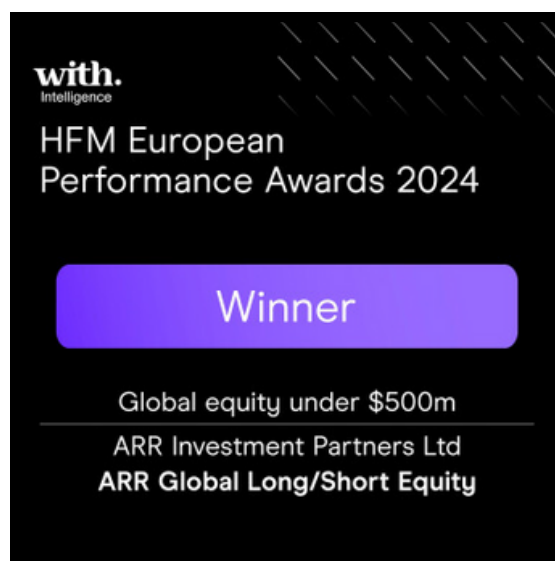 with.
Intelligence
HFM European
Performance Awards 2024
Winner
Global equity under $500m
ARR Investment Partners Ltd
ARR Global Long/Short Equity